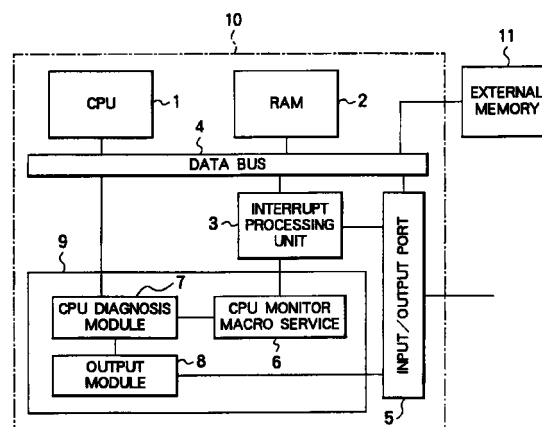 10
11
CPU
1
RAM
2
EXTERNAL
MEMORY
4
DATA BUS
3
INTERRUPT
PROCESSING
UNIT
9
7
CPU DIAGNOSIS
MODULE
CPU MONITOR
MACRO SERVICE
6
OUTPUT
MODULE
8
INPUT/OUTPUT PORT
5